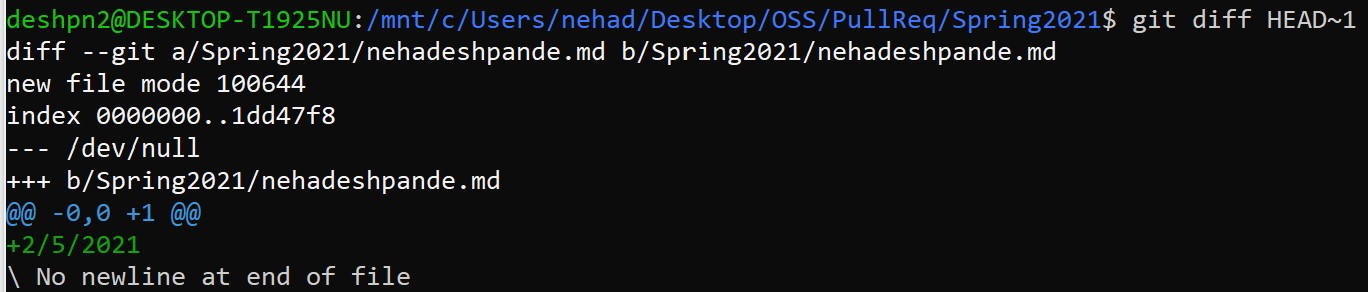 deshpn2@DESKTOP-T1925NU:/mnt/c/Users/nehad/Desktop/OSS/PullReq/Spring2021$ git diff HEAD~1
diff --git a/Spring2021/nehadeshpande.md b/Spring2021/nehadeshpande.md
new file mode 100644
index 0000000..1dd47f8
--- /dev/null
+++ b/Spring2021/nehadeshpande.md
@@ -0,0 +1 @@
+2/5/2021
\ No newline at end of file